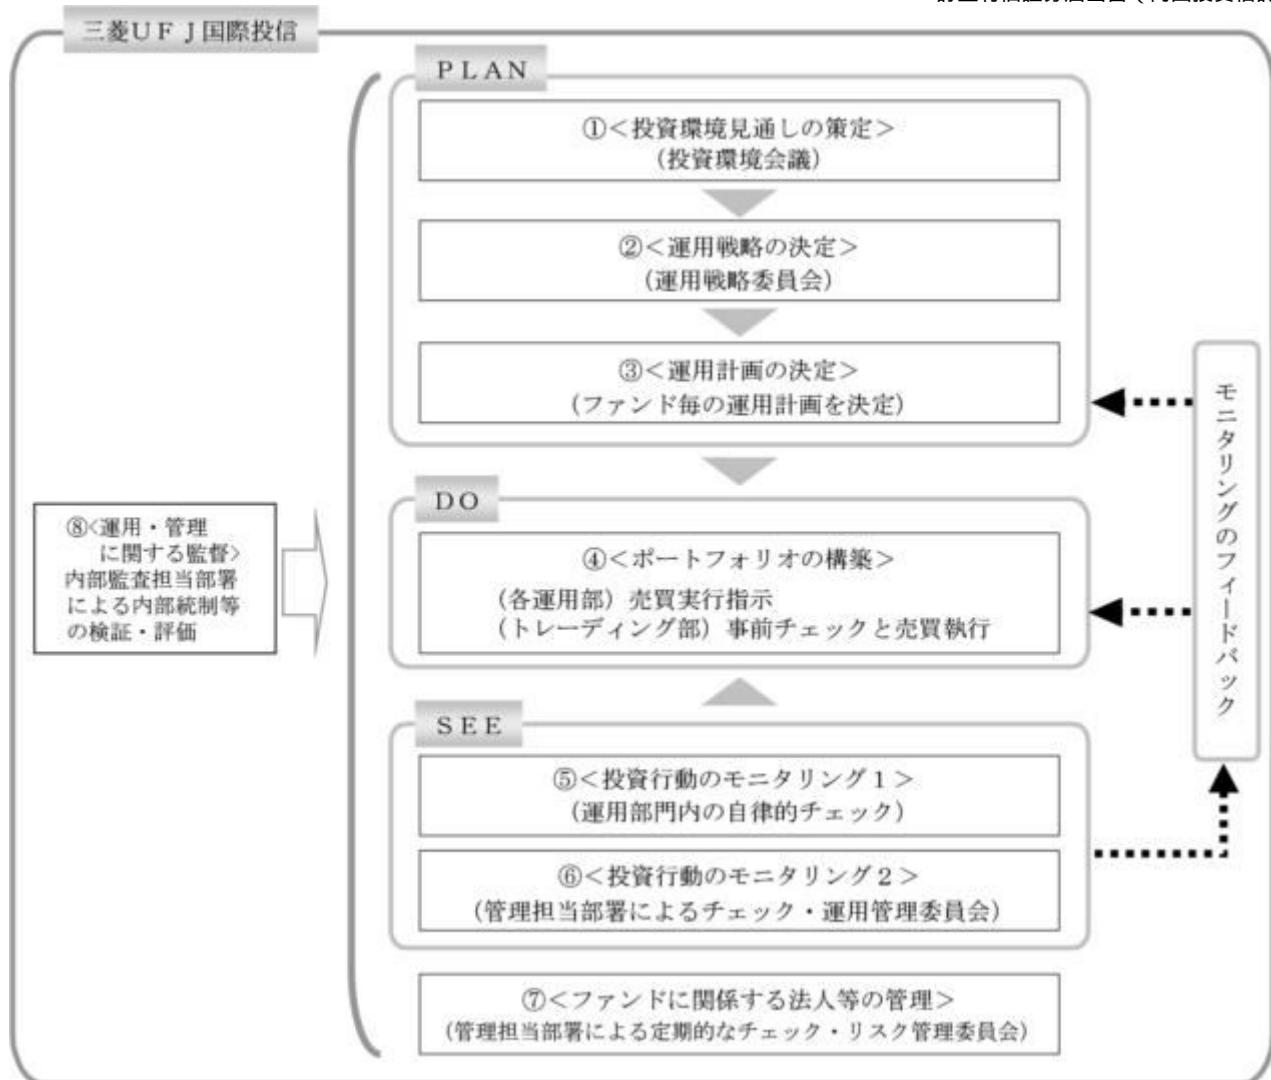 三菱ＵＦＪ国際投信
ＰＬＡＮ
①＜投資環境見通しの策定＞
（投資環境会議）
②＜運用戦略の決定＞
（運用戦略委員会）
③＜運用計画の決定＞
（ファンド毎の運用計画を決定）
ＤＯ
④＜ポートフォリオの構築＞
（各運用部）売買実行指示
（トレーディング部）事前チェックと売買執行
ＳＥＥ
⑤＜投資行動のモニタリング１＞
（運用部門内の自律的チェック）
⑥＜投資行動のモニタリング２＞
（管理担当部署によるチェック・運用管理委員会）
⑦＜ファンドに関係する法人等の管理＞
（管理担当部署による定期的なチェック・リスク管理委員会）
⑧<運用・管理
に関する監督>
内部監査担当部署
による内部統制等
の検証・評価
モニタリングのフィードバック